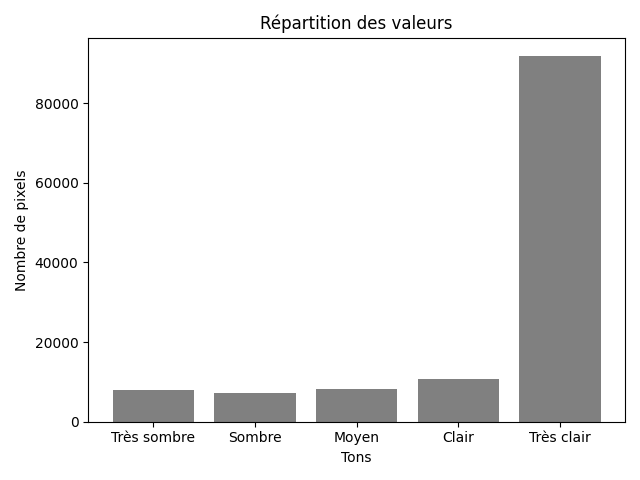 Répartition des valeurs
Nombre de pixels
80000
60000
40000
20000
0
Très sombre
Sombre
Moyen
Clair
Très clair
Tons